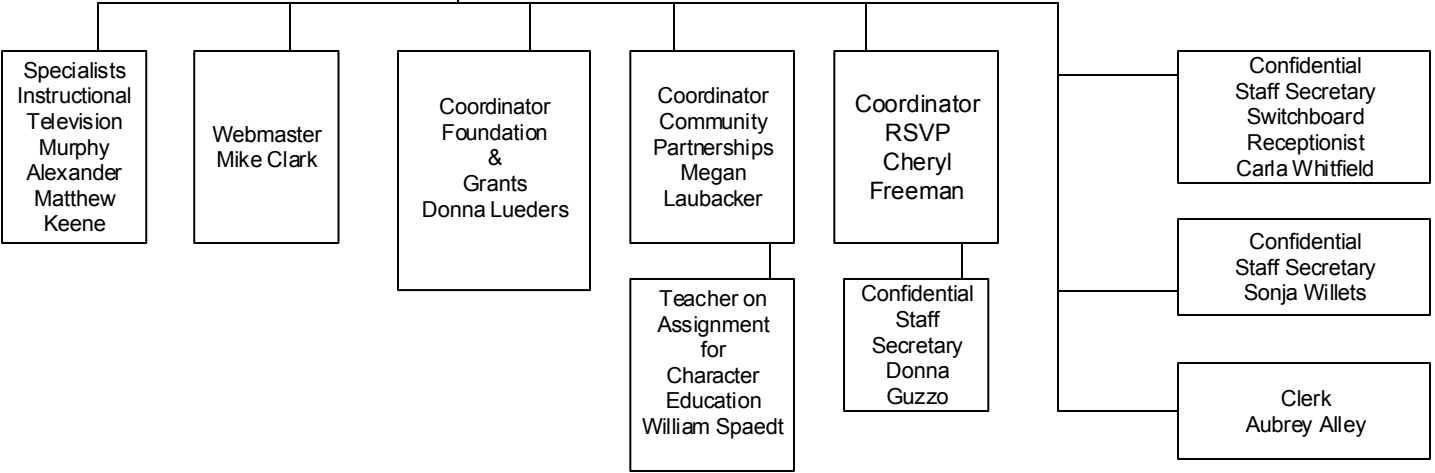 Specialists
Instructional
Television
Murphy
Alexander
Matthew
Keene
Webmaster
Mike Clark
Coordinator
Foundation
&
Grants
Donna Lueders
Coordinator
Community
Partnerships
Megan
Laubacker
Coordinator
RSVP
Cheryl
Freeman
Confidential
Staff Secretary
Switchboard
Receptionist
Carla Whitfield
Teacher on
Assignment
for
Character
Education
William Spaedt
Confidential
Staff
Secretary
Donna
Guzzo
Confidential
Staff Secretary
Sonja Willets
Clerk
Aubrey Alley